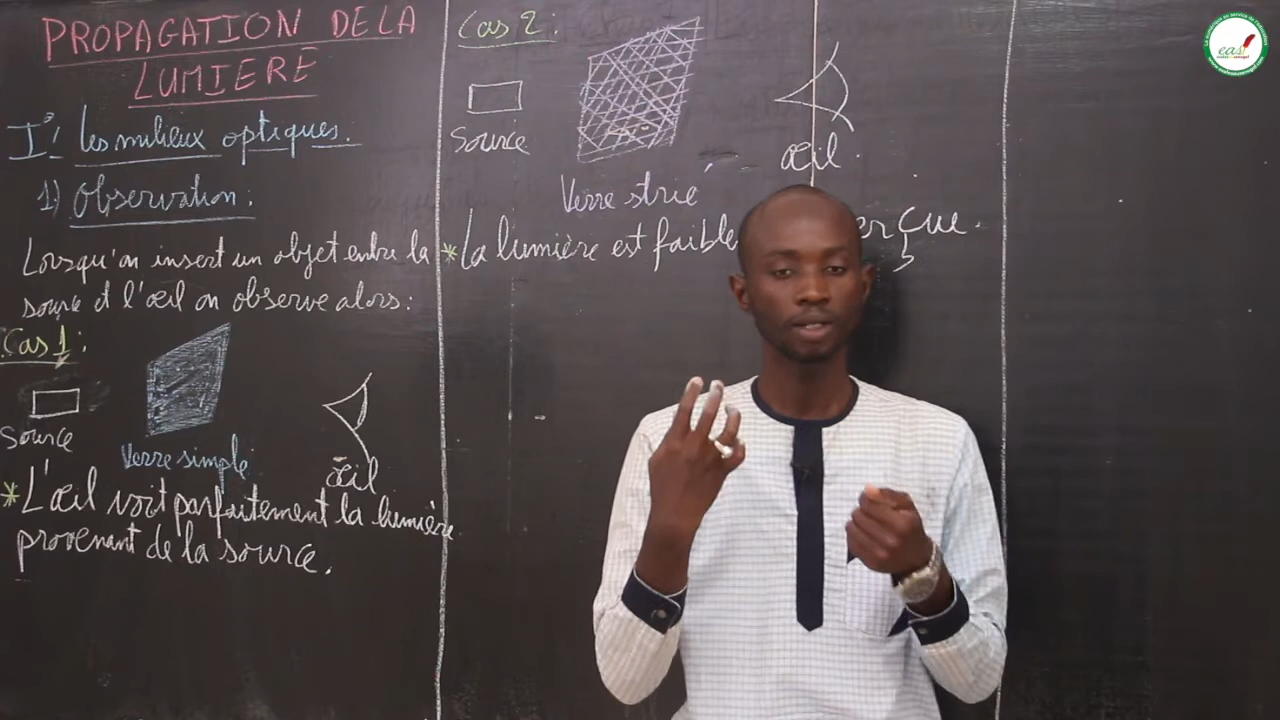 PROPAGATION DE LA
LUMIERE
I°/ les milieux optiques.
1) Observation:
Lorsqu'on insert un objet entre la
source et l'œil on observe alors:
Cas 1:
Source
Verre simple
œil
* L'œil voit parfaitement la lumière
provenant de la source.
Cas 2:
Source
Verre strié
œil
* la lumière est faible erçue.
eas!